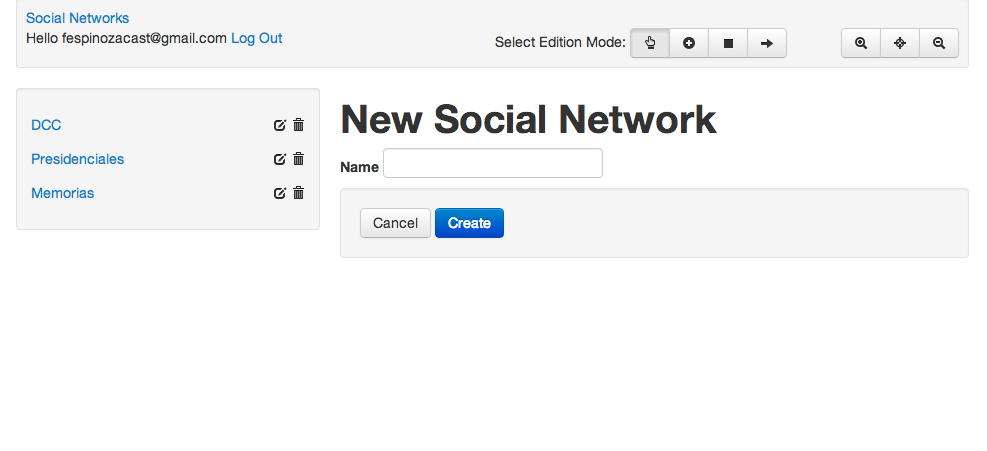 Social Networks
Hello fespinozacast@gmail.com Log Out
Select Edition Mode:
DCC
Presidenciales
Memorias
New Social Network
Name
Cancel Create